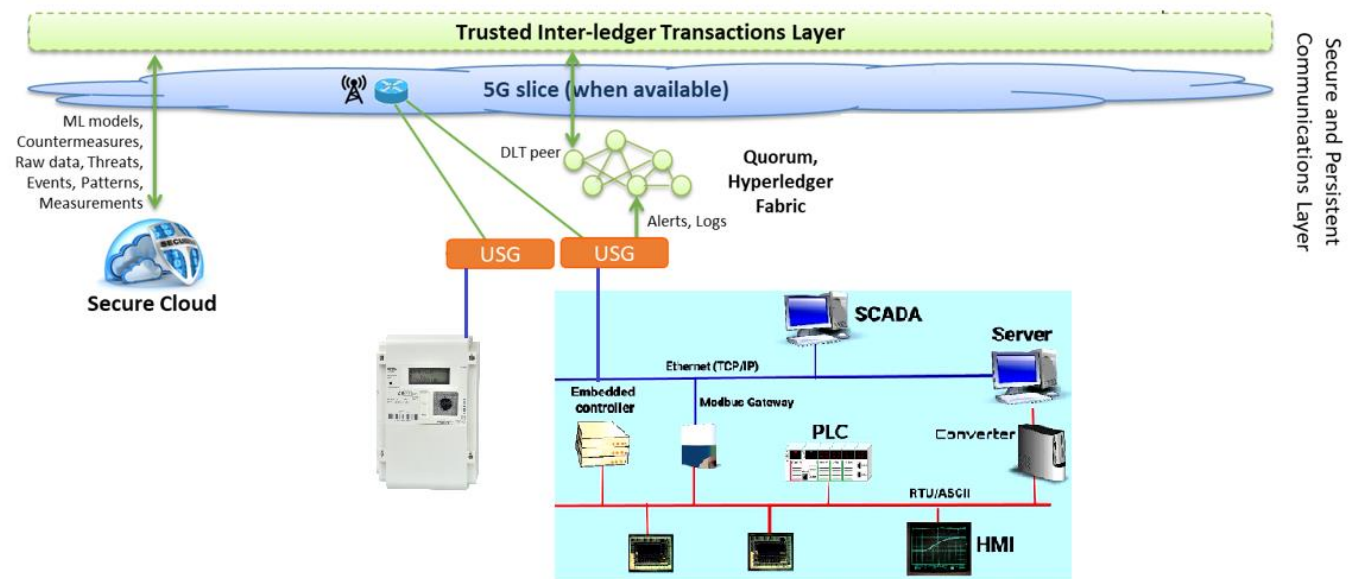 Trusted Inter-ledger Transactions Layer
5G slice (when available)
Secure and Persistent
Communications Layer
ML models,
Countermeasures,
Raw data, Threats,
Events, Patterns,
Measurements
DLT peer
Quorum,
Hyperledger
Fabric
Alerts, Logs
SECURE
Secure Cloud
USG
USG
SCADA
Server
Ethernet (TCP/IP)
Embedded
controller
Modbus Gateway
PLC
Converter
RTU/ASCII
HMI